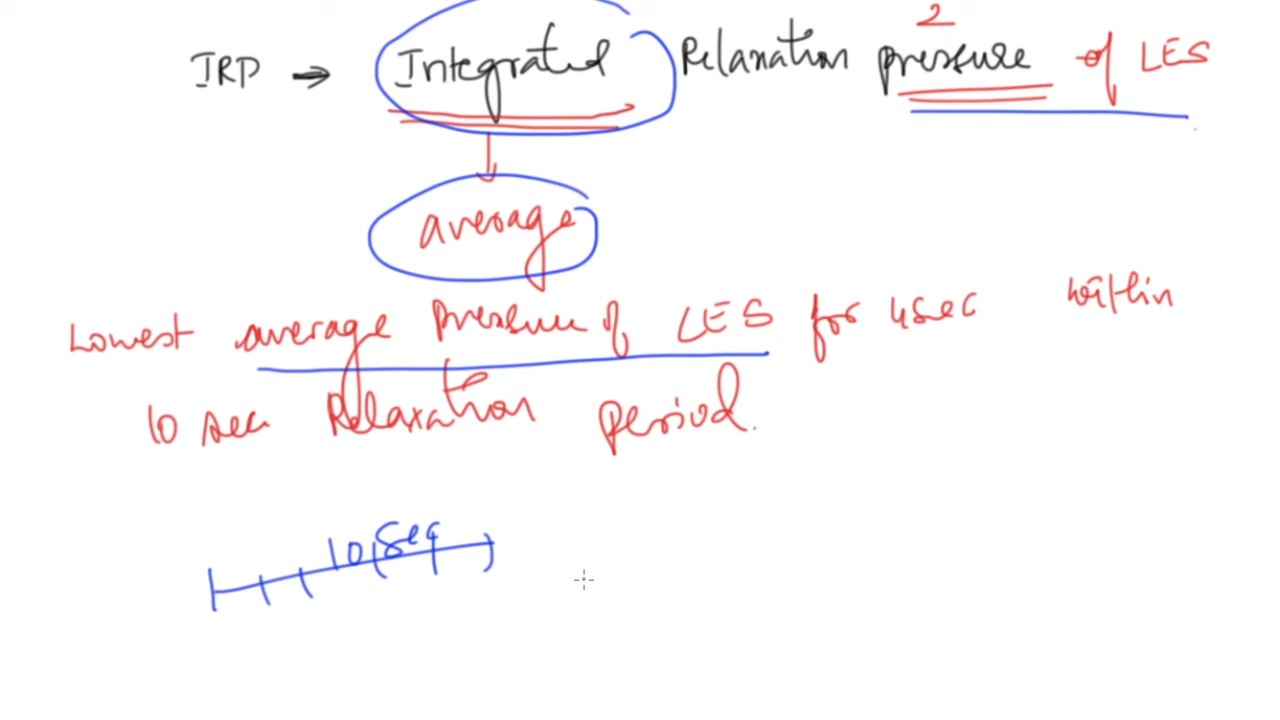 2
IRP → Integrated Relaxation pressure of LES
average
Lowest average pressure of LES for 4sec within
10 sec Relaxation period.
10 Sec